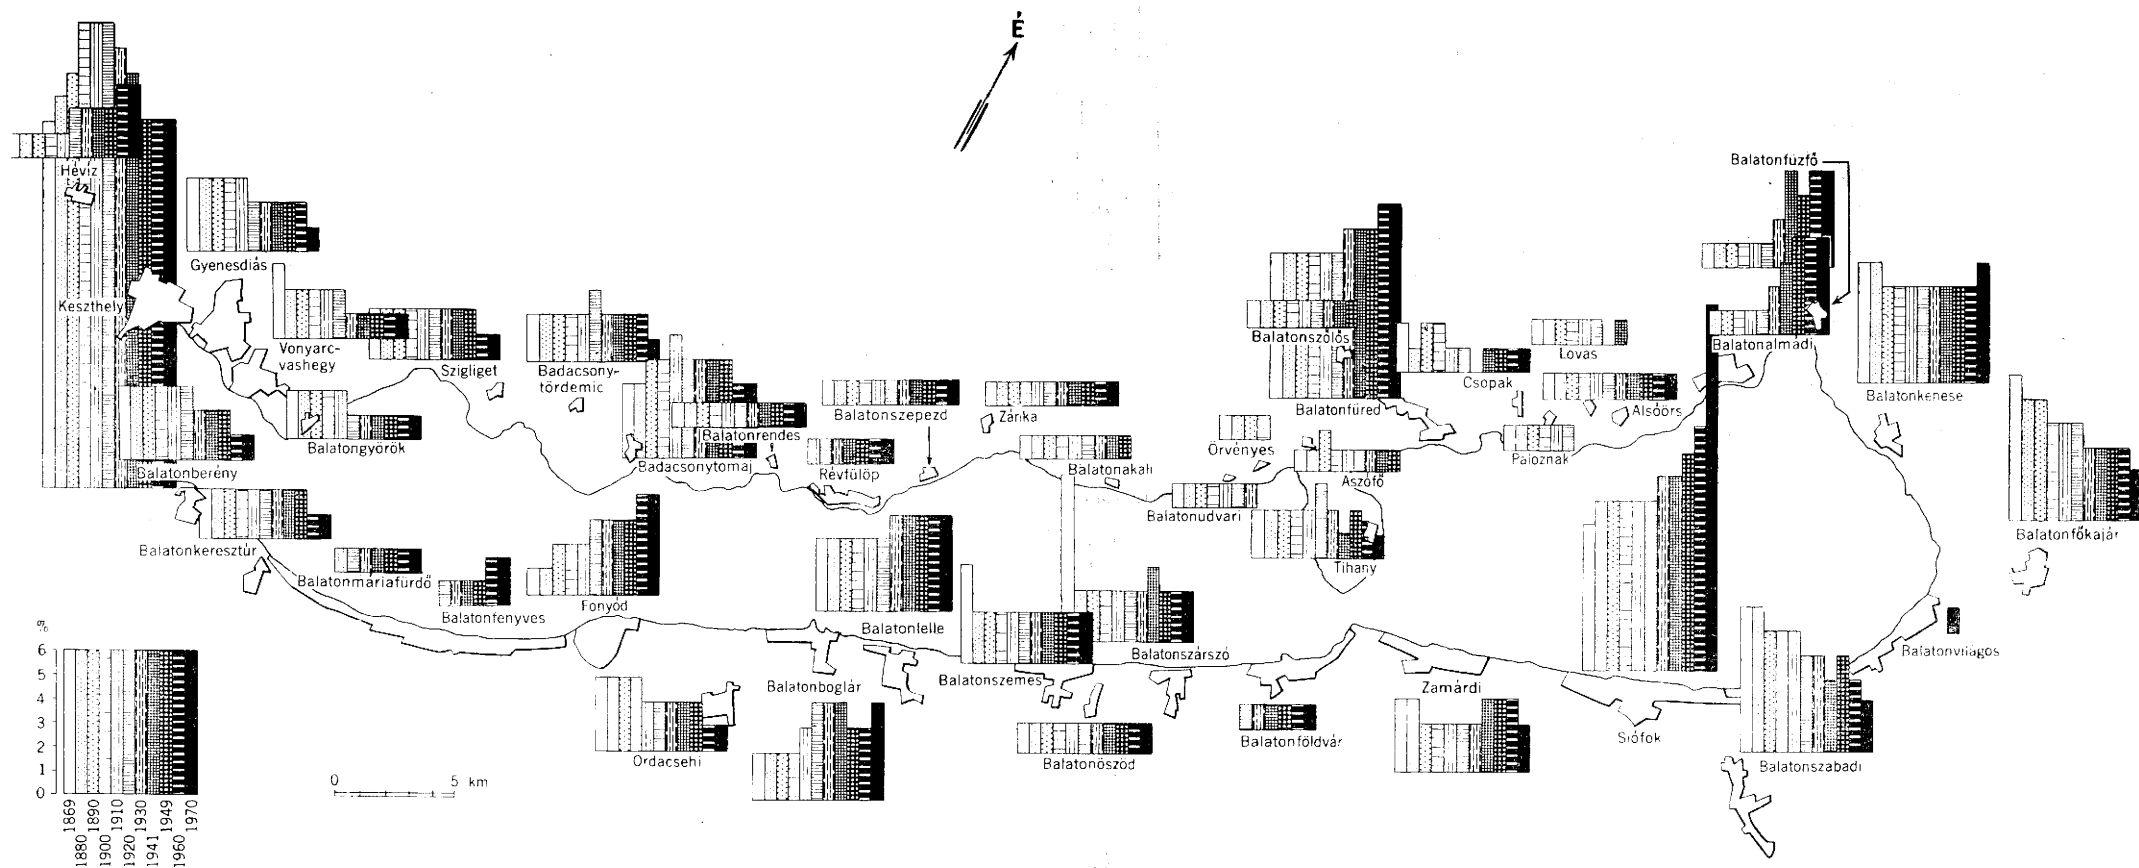 É
Balatonfűzfő
Hévíz
Gyenesdiás
Keszthely
Vonyarc-
vashegy
Szigliget
Badacsony-
tördemic
Balatonszőlős
Lovas
Balatonalmádi
Csopak
Balatonkenese
Balatonfüred
Alsóőrs
Balatonszepezd
Zánka
Balatonrendes
Balatongyörök
Örvényes
Paloznak
Badacsonytomaj
Balatonakali
Révfülöp
Balatonberény
Aszófő
Balatonudvari
Balatonfőkajár
Balatonkeresztúr
Tihany
Balatonmáriafürdő
Fonyód
Balatonfenyves
Balatonlelle
Balatonszárszó
Balatonvilágos
Balatonszemes
Balatonboglár
Zamárdi
Siófok
Balatonföldvár
Ordacsehi
Balatonöszöd
Balatonszabadi
%
6
5
4
3
2
1
0
0 5 km
1869 1890 1910 1930 1949 1970
1880 1900 1920 1941 1960